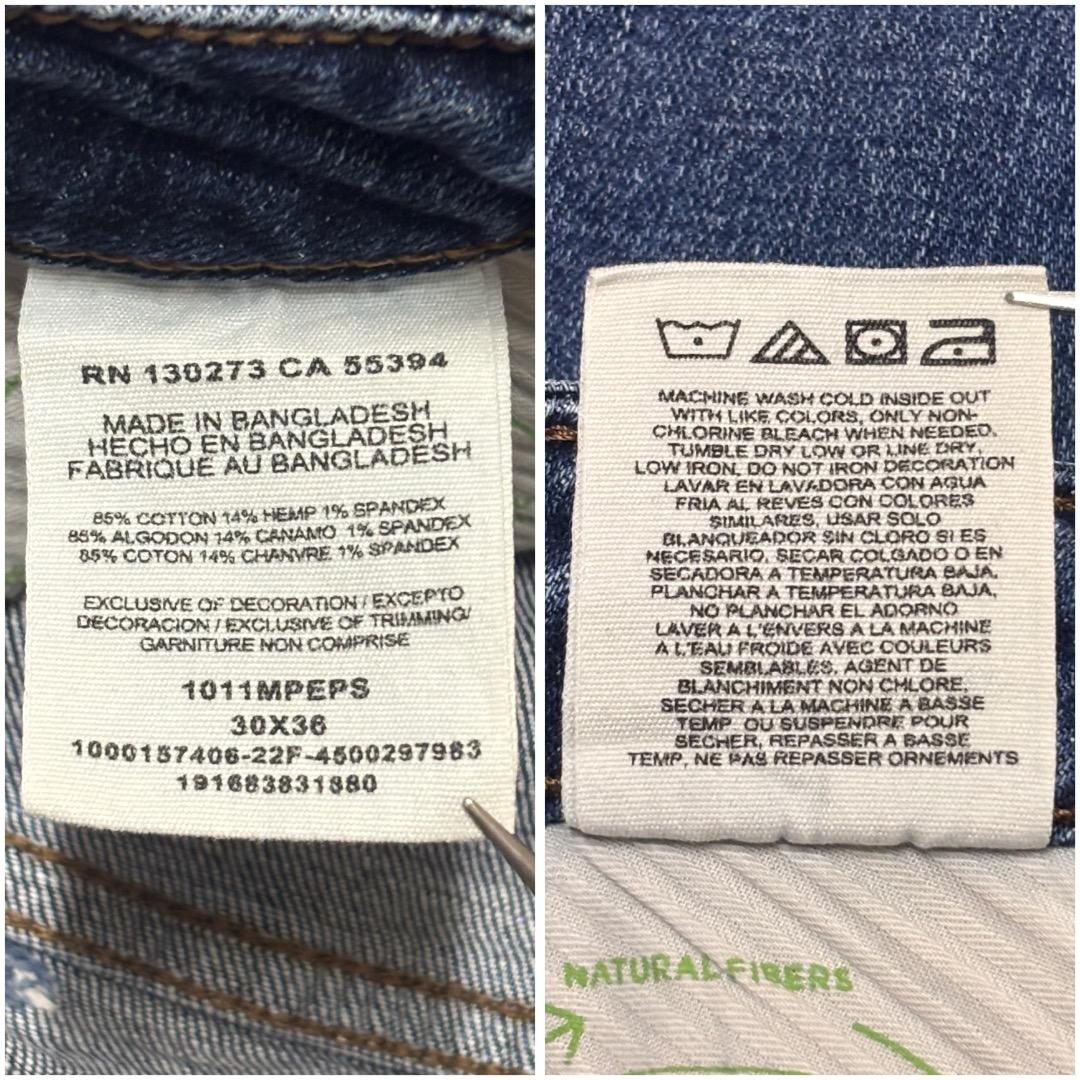 RN 130273 CA 55394
MADE IN BANGLADESH
HECHO EN BANGLADESH
FABRIQUE AU BANGLADESH
85% COTTON 14% HEMP 1% SPANDEX
85% ALGODON 14% CANAMO 1% SPANDEX
85% COTON 14% CHANVRE 1% SPANDEX
EXCLUSIVE OF DECORATION / EXCEPTO
DECORACION / EXCLUSIVE OF TRIMMING/
GARNITURE NON COMPRISE
1011MPEPS
30X36
1000157406-22F-4500297983
191683831880
MACHINE WASH COLD INSIDE OUT
WITH LIKE COLORS, ONLY NON-
CHLORINE BLEACH WHEN NEEDED.
TUMBLE DRY LOW OR LINE DRY.
LOW IRON. DO NOT IRON DECORATION
LAVAR EN LAVADORA CON AGUA
FRIA AL REVES CON COLORES
SIMILARES, USAR SOLO
BLANQUEADOR SIN CLORO SI ES
NECESARIO. SECAR COLGADO O EN
SECADORA A TEMPERATURA BAJA.
PLANCHAR A TEMPERATURA BAJA,
NO PLANCHAR EL ADORNO
LAVER A L'ENVERS A LA MACHINE
A L'EAU FROIDE AVEC COULEURS
SEMBLABLES. AGENT DE
BLANCHIMENT NON CHLORE.
SECHER A LA MACHINE A BASSE
TEMP. OU SUSPENDRE POUR
SECHER, REPASSER A BASSE
TEMP, NE PAS REPASSER ORNEMENTS
NATURAL FIBERS